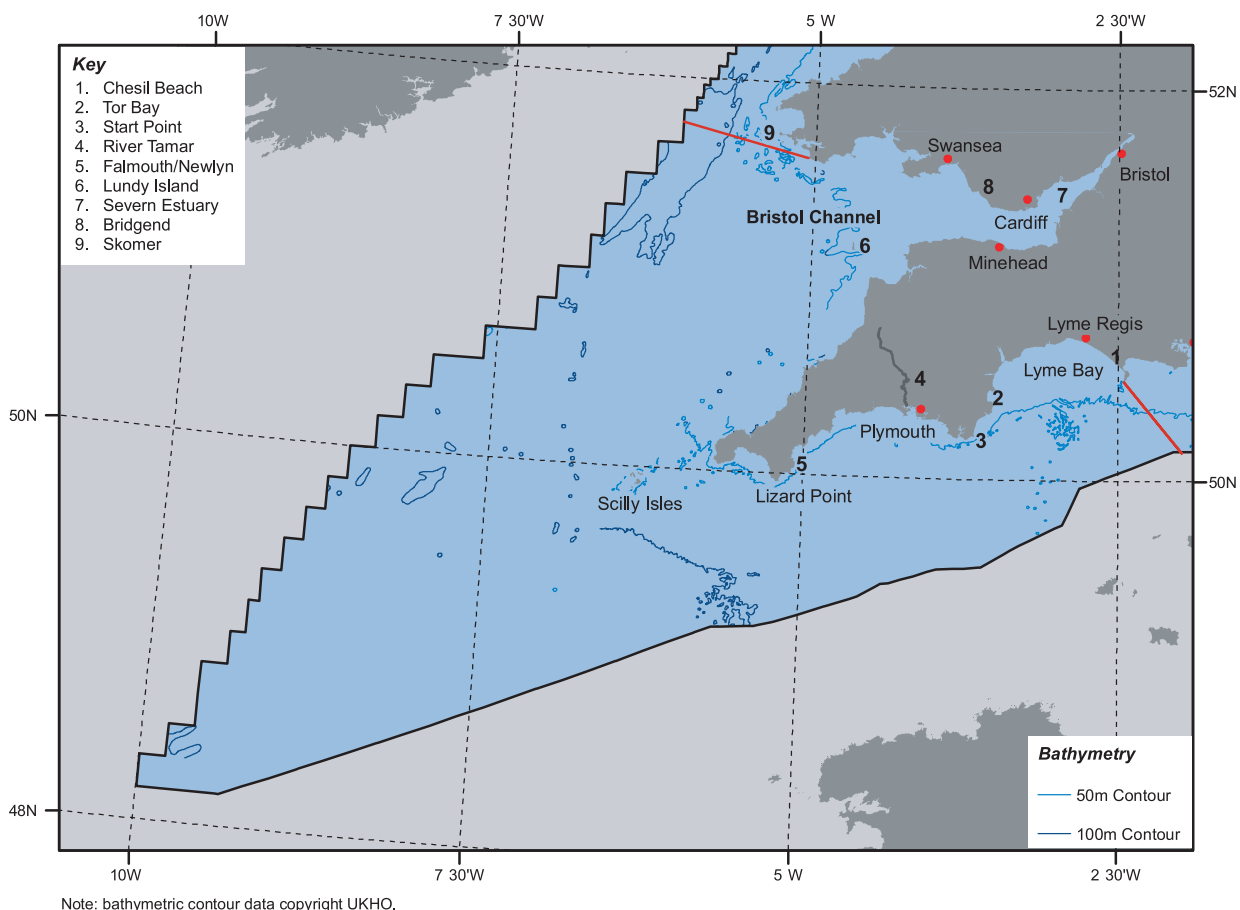 10W
7 30W
5 W
2 30W
Key
1. Chesil Beach
2. Tor Bay
3. Start Point
4. River Tamar
5. Falmouth/Newlyn
6. Lundy Island
7. Severn Estuary
8. Bridgend
9. Skomer
52N
9
Swansea
Bristol
8
7
Bristol Channel
Cardiff
6
Minehead
Lyme Regis
1
Lyme Bay
4
2
50N
Plymouth
3
5
50N
Scilly Isles
Lizard Point
Bathymetry
50m Contour
100m Contour
48N
10W
7 30'W
5 W
2 30'W
Note: bathymetric contour data copyright UKHO.